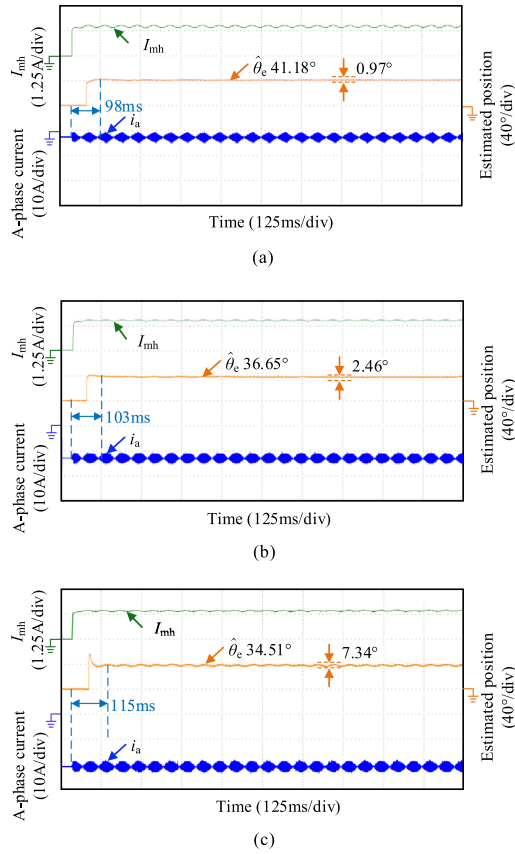 I_mh
(1.25A/div)
A-phase current
(10A/div)
I_mh
θ̂_e 41.18°
0.97°
98ms
i_a
Estimated position
(40°/div)
Time (125ms/div)
(a)
I_mh
(1.25A/div)
A-phase current
(10A/div)
I_mh
θ̂_e 36.65°
2.46°
103ms
i_a
Estimated position
(40°/div)
Time (125ms/div)
(b)
I_mh
(1.25A/div)
A-phase current
(10A/div)
I_mh
θ̂_e 34.51°
7.34°
115ms
i_a
Estimated position
(40°/div)
Time (125ms/div)
(c)